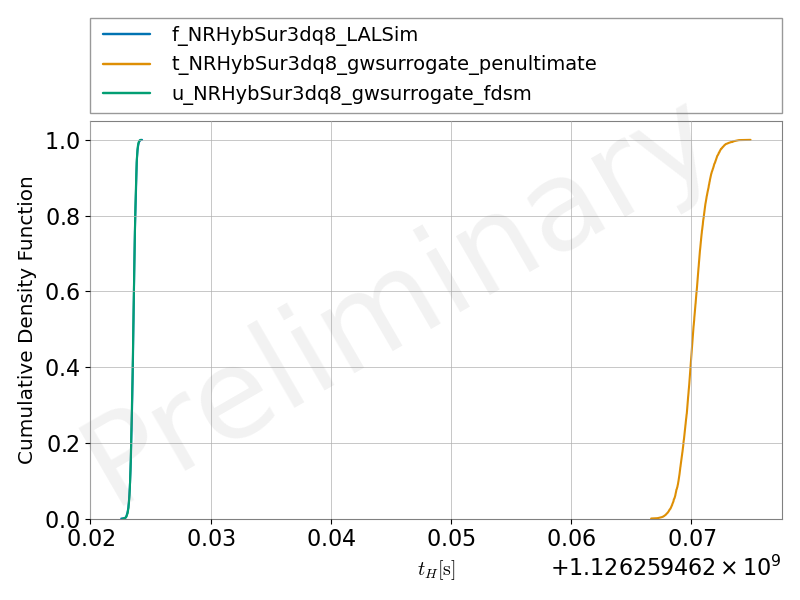 f_NRHybSur3dq8_LALSim
t_NRHybSur3dq8_gwsurrogate_penultimate
u_NRHybSur3dq8_gwsurrogate_fdsm
1.0
0.8
0.6
0.4
0.2
0.0
Cumulative Density Function
Preliminary
0.02 0.03 0.04 0.05 0.06 0.07
t_H[s]
+1.126259462 × 10^9